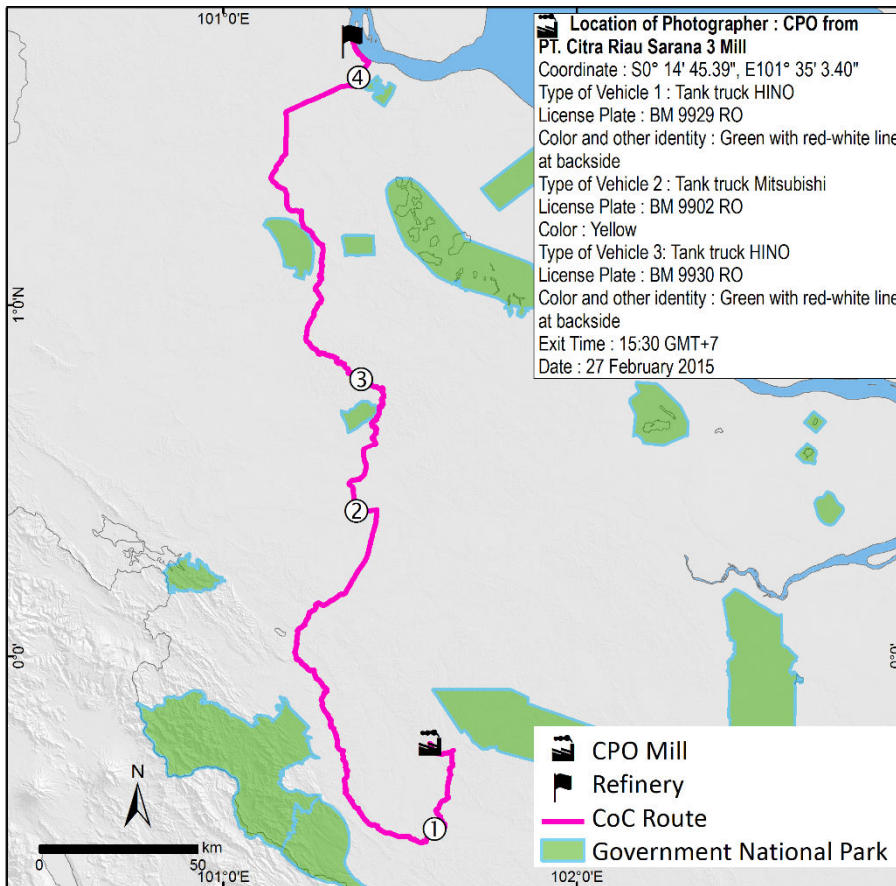 101°0'E
102°0'E
Location of Photographer : CPO from
PT. Citra Riau Sarana 3 Mill
Coordinate : S0° 14' 45.39", E101° 35' 3.40"
Type of Vehicle 1 : Tank truck HINO
License Plate : BM 9929 RO
Color and other identity : Green with red-white line
at backside
Type of Vehicle 2 : Tank truck Mitsubishi
License Plate : BM 9902 RO
Color : Yellow
Type of Vehicle 3: Tank truck HINO
License Plate : BM 9930 RO
Color and other identity : Green with red-white line
at backside
Exit Time : 15:30 GMT+7
Date : 27 February 2015
4
1°0'N
3
2
0°0'
0°0'
1
N
km
0 50
CPO Mill
Refinery
CoC Route
Government National Park
101°0'E
102°0'E